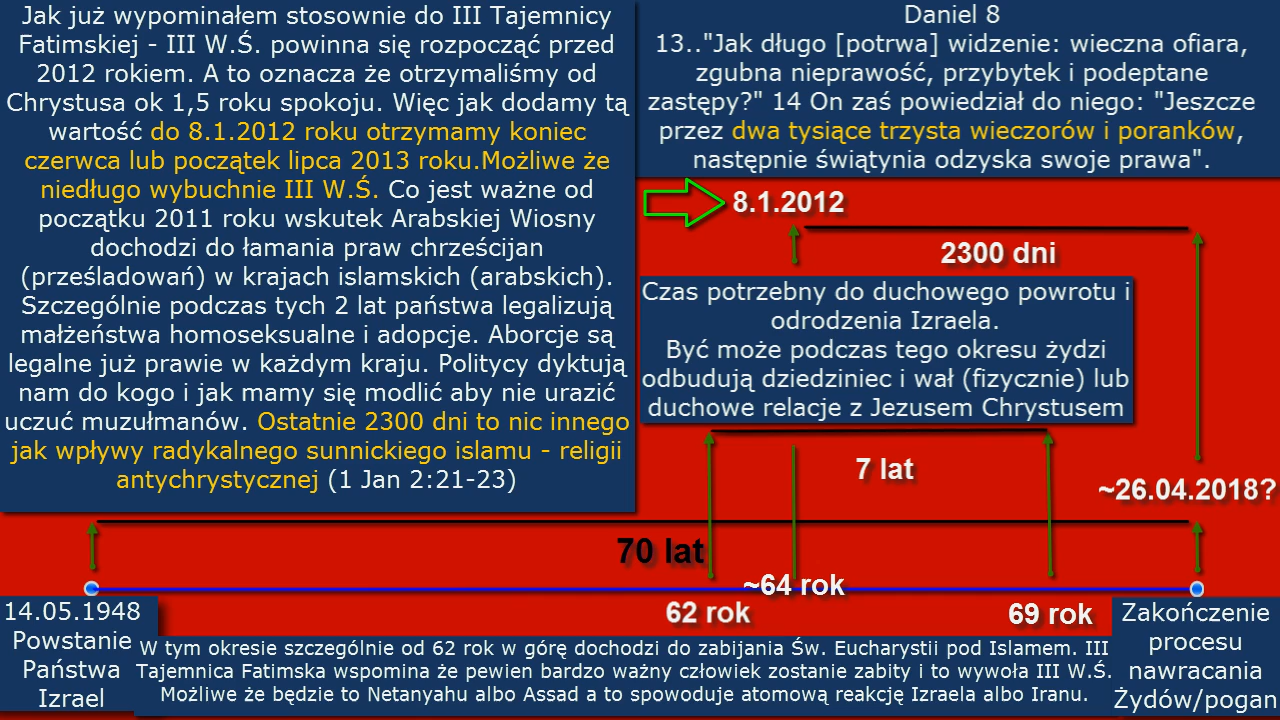 Jak już wypominałem stosownie do III Tajemnicy
Fatimskiej - III W.Ś. powinna się rozpocząć przed
2012 rokiem. A to oznacza że otrzymaliśmy od
Chrystusa ok 1,5 roku spokoju. Więc jak dodamy tą
wartość do 8.1.2012 roku otrzymamy koniec
czerwca lub początek lipca 2013 roku.Możliwe że
niedługo wybuchnie III W.Ś. Co jest ważne od
początku 2011 roku wskutek Arabskiej Wiosny
dochodzi do łamania praw chrześcijan
(prześladowań) w krajach islamskich (arabskich).
Szczególnie podczas tych 2 lat państwa legalizują
małżeństwa homoseksualne i adopcje. Aborcje są
legalne już prawie w każdym kraju. Politycy dyktują
nam do kogo i jak mamy się modlić aby nie urazić
uczuć muzułmanów. Ostatnie 2300 dni to nic innego
jak wpływy radykalnego sunnickiego islamu - religii
antychrystycznej (1 Jan 2:21-23)
Daniel 8
13.."Jak długo [potrwa] widzenie: wieczna ofiara,
zgubna nieprawość, przybytek i podeptane
zastępy?" 14 On zaś powiedział do niego: "Jeszcze
przez dwa tysiące trzysta wieczorów i poranków,
następnie świątynia odzyska swoje prawa".
8.1.2012
2300 dni
Czas potrzebny do duchowego powrotu i
odrodzenia Izraela.
Być może podczas tego okresu żydzi
odbudują dziedziniec i wał (fizycznie) lub
duchowe relacje z Jezusem Chrystusem
7 lat
~26.04.2018?
70 lat
~64 rok
62 rok
69 rok
14.05.1948
Powstanie
Państwa
Izrael
W tym okresie szczególnie od 62 rok w górę dochodzi do zabijania Św. Eucharystii pod Islamem. III
Tajemnica Fatimska wspomina że pewien bardzo ważny człowiek zostanie zabity i to wywoła III W.Ś.
Możliwe że będzie to Netanyahu albo Assad a to spowoduje atomową reakcję Izraela albo Iranu.
Zakończenie
procesu
nawracania
Żydów/pogan